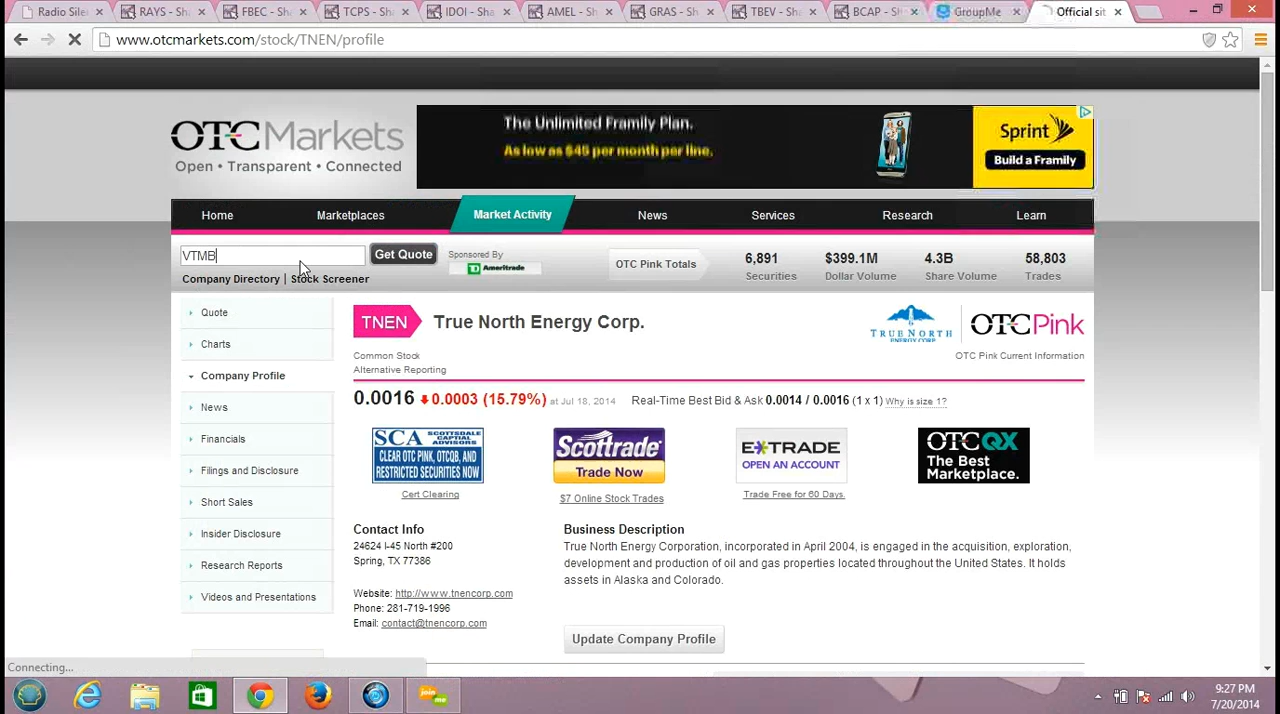 Radio Sile
RAYS - Sha
FBEC - Sha
TCPS - Sha
IDOI - Sha
AMEL - Sha
GRAS - Sha
TBEV - Sha
BCAP - Sha
GroupMe
Official sit
www.otcmarkets.com/stock/TNEN/profile
OTC Markets
Open • Transparent • Connected
The Unlimited Framily Plan.
As low as $45 per month per line.
Sprint
Build a Framily
Home
Marketplaces
Market Activity
News
Services
Research
Learn
VTMB
Get Quote
Company Directory | Stock Screener
Sponsored By
Ameritrade
OTC Pink Totals
6,891
Securities
$399.1M
Dollar Volume
4.3B
Share Volume
58,803
Trades
Quote
Charts
Company Profile
News
Financials
Filings and Disclosure
Short Sales
Insider Disclosure
Research Reports
Videos and Presentations
TNEN
True North Energy Corp.
TRUE NORTH
ENERGY CORP
OTC Pink
Common Stock
Alternative Reporting
OTC Pink Current Information
0.0016 0.0003 (15.79%) at Jul 18, 2014
Real-Time Best Bid & Ask 0.0014 / 0.0016 (1 x 1) Why is size 1?
SCA SCOTTSDALE CAPTIAL ADVISORS
CLEAR OTC PINK, OTCQB, AND
RESTRICTED SECURITIES NOW
Cert Clearing
Scottrade
Trade Now
$7 Online Stock Trades
E*TRADE
OPEN AN ACCOUNT
Trade Free for 60 Days.
OTCQX
The Best
Marketplace.
Contact Info
24624 I-45 North #200
Spring, TX 77386
Website: http://www.tnencorp.com
Phone: 281-719-1996
Email: contact@tnencorp.com
Business Description
True North Energy Corporation, incorporated in April 2004, is engaged in the acquisition, exploration,
development and production of oil and gas properties located throughout the United States. It holds
assets in Alaska and Colorado.
Update Company Profile
Connecting...
join
me
9:27 PM
7/20/2014